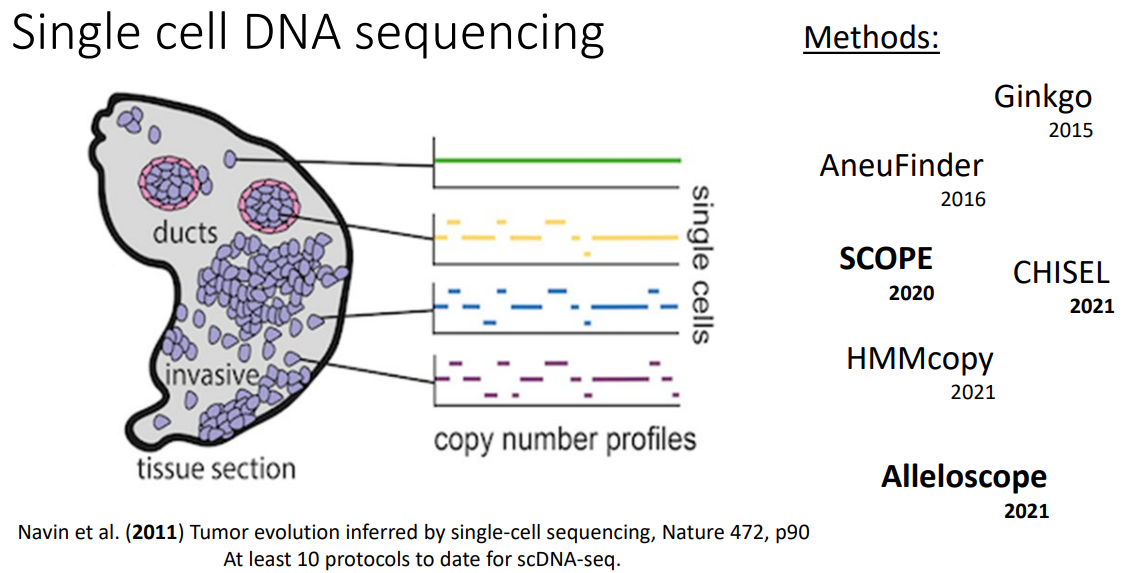 Single cell DNA sequencing
Methods:
Ginkgo
2015
AneuFinder
2016
SCOPE
2020
CHISEL
2021
HMMcopy
2021
Alleloscope
2021
ducts
invasive
tissue section
single cells
copy number profiles
Navin et al. (2011) Tumor evolution inferred by single-cell sequencing, Nature 472, p90
At least 10 protocols to date for scDNA-seq.